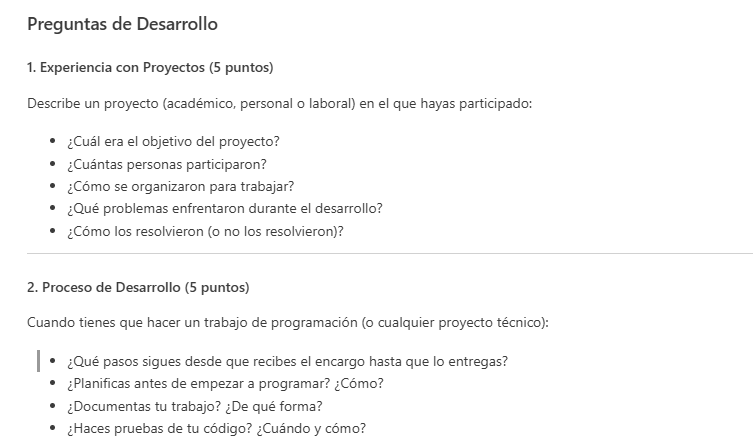 Preguntas de Desarrollo
1. Experiencia con Proyectos (5 puntos)
Describe un proyecto (académico, personal o laboral) en el que hayas participado:
• ¿Cuál era el objetivo del proyecto?
• ¿Cuántas personas participaron?
• ¿Cómo se organizaron para trabajar?
• ¿Qué problemas enfrentaron durante el desarrollo?
• ¿Cómo los resolvieron (o no los resolvieron)?
2. Proceso de Desarrollo (5 puntos)
Cuando tienes que hacer un trabajo de programación (o cualquier proyecto técnico):
• ¿Qué pasos sigues desde que recibes el encargo hasta que lo entregas?
• ¿Planificas antes de empezar a programar? ¿Cómo?
• ¿Documentas tu trabajo? ¿De qué forma?
• ¿Haces pruebas de tu código? ¿Cuándo y cómo?